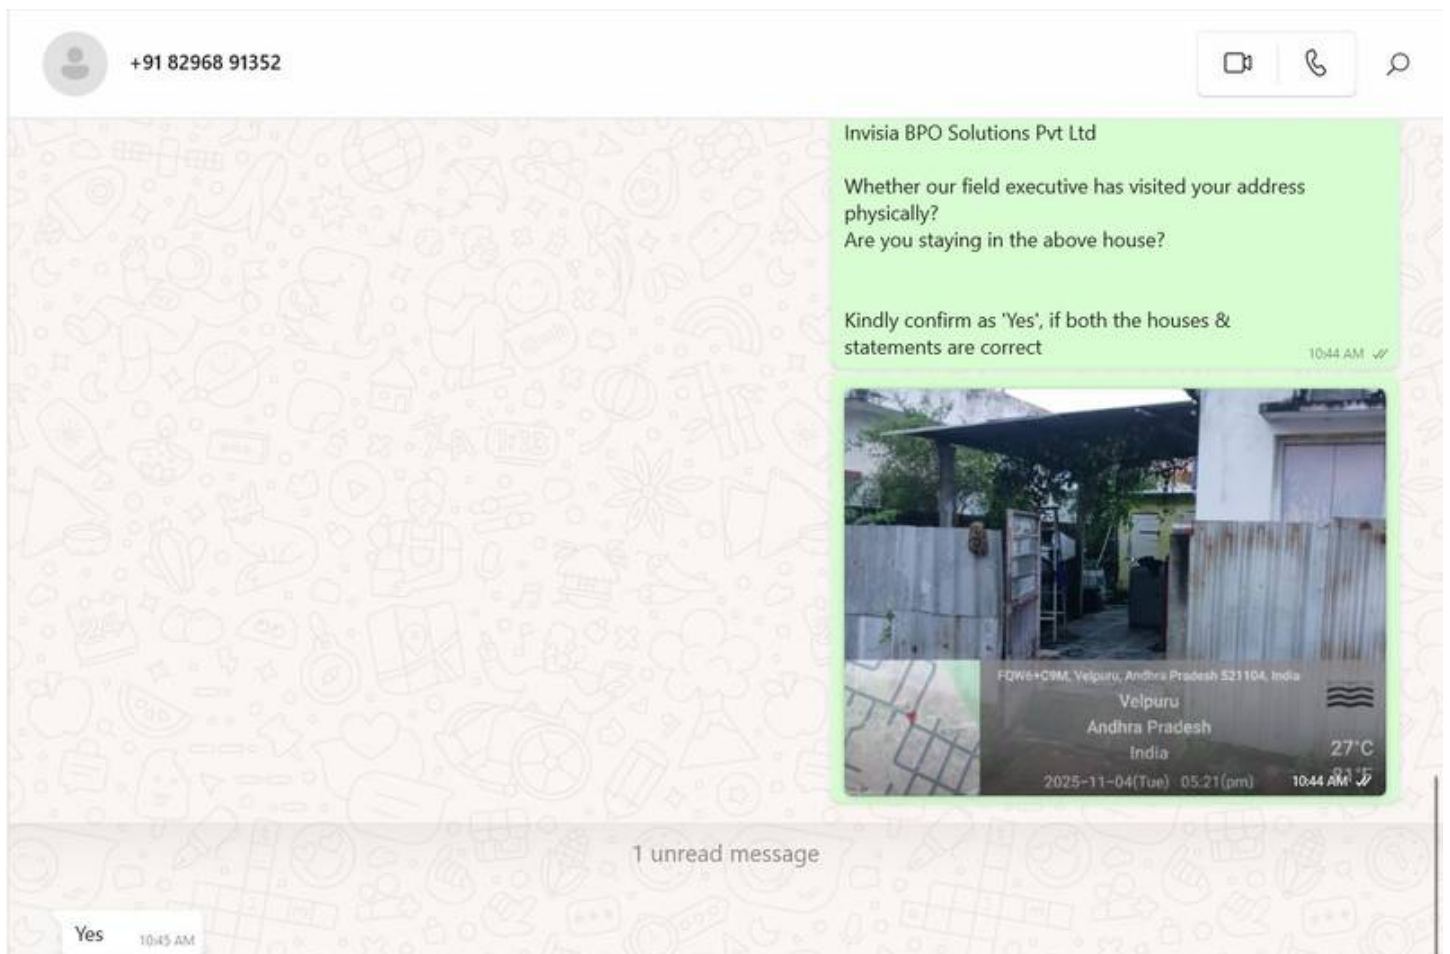 +91 82968 91352
Invisia BPO Solutions Pvt Ltd
Whether our field executive has visited your address
physically?
Are you staying in the above house?
Kindly confirm as 'Yes', if both the houses &
statements are correct
10:44 AM
FQW6+C9M, Velpuru, Andhra Pradesh 521104, India
Velpuru
Andhra Pradesh
India
27°C
2025-11-04(Tue) 05:21(pm)
10:44 AM
1 unread message
Yes
10:45 AM